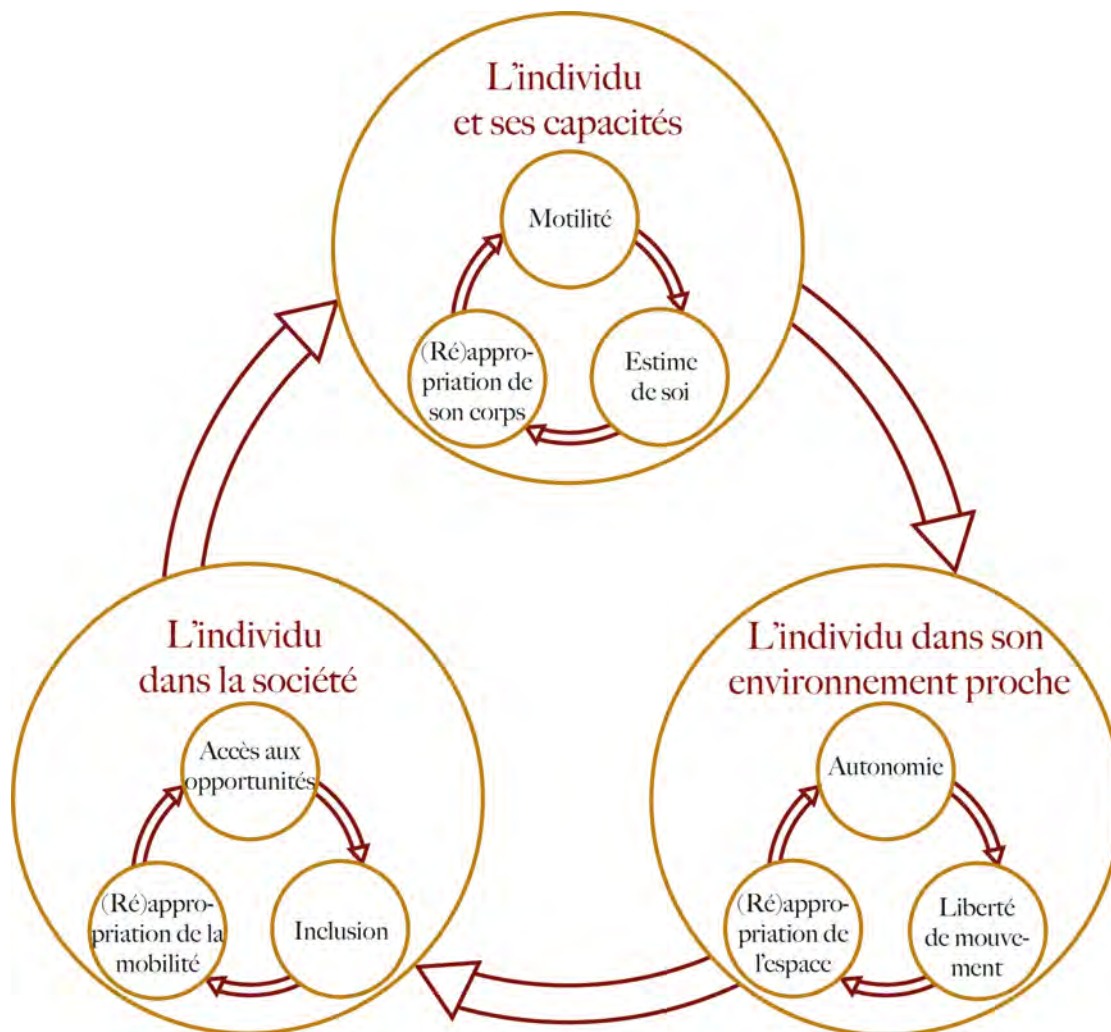 L'individu
et ses capacités
Motilité
(Ré)appro-
priation de
son corps
Estime
de soi
L'individu
dans la société
Accès aux
opportunités
(Ré)appro-
priation de la
mobilité
Inclusion
L'individu dans son
environnement proche
Autonomie
(Ré)appro-
priation de
l'espace
Liberté
de mouve-
ment